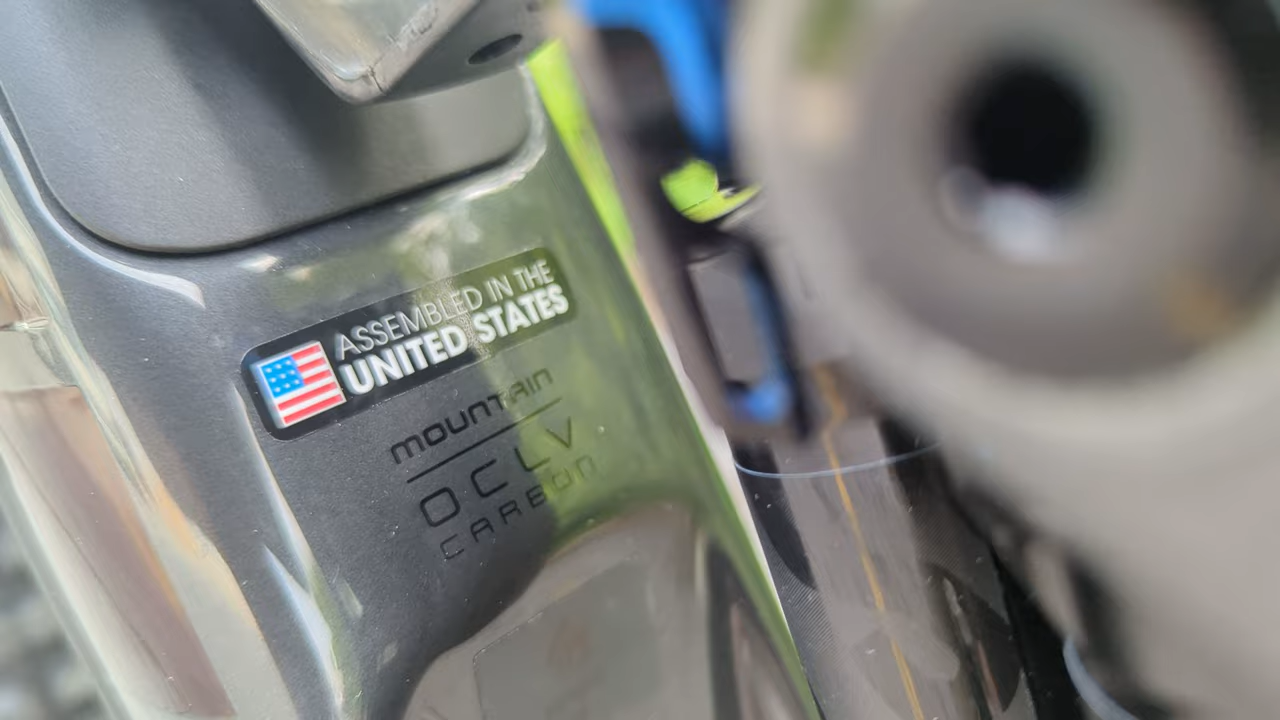 ASSEMBLED IN THE
UNITED STATES
MOUNTAIN
OCLV
CARBON